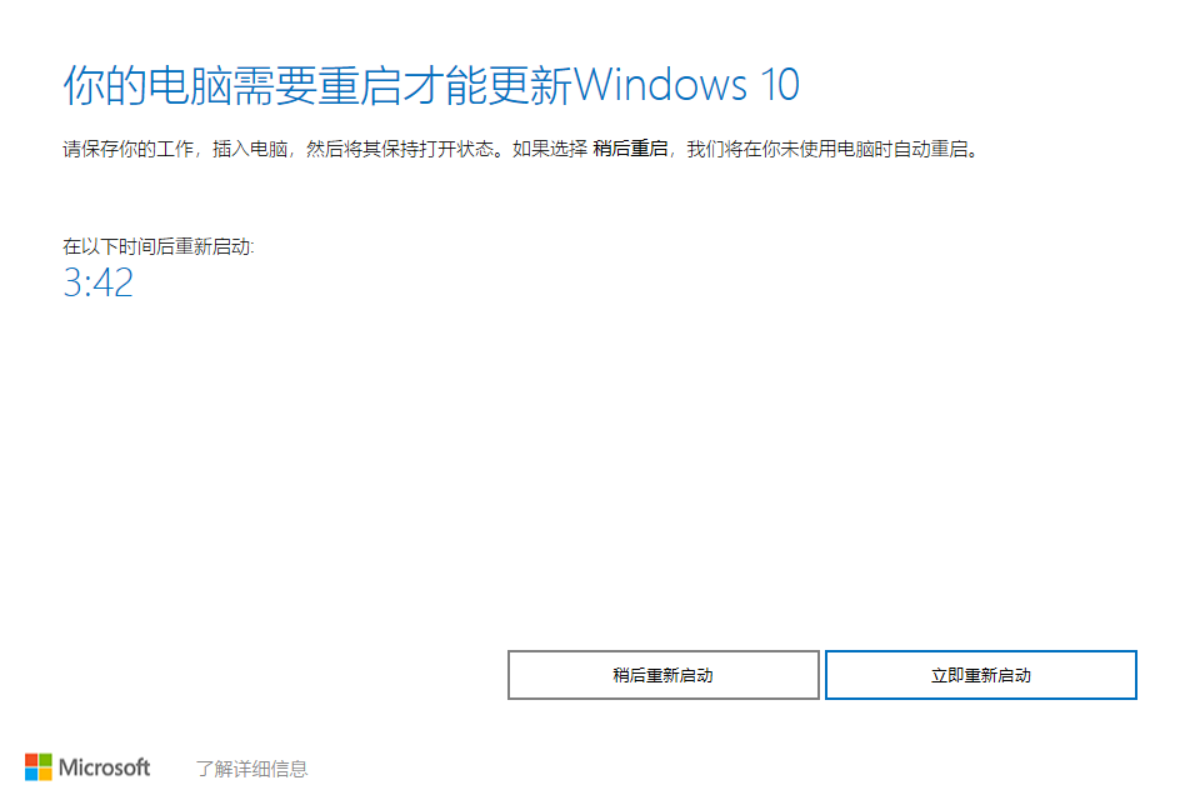 你的电脑需要重启才能更新Windows 10
请保存你的工作，插入电脑，然后将其保持打开状态。如果选择 稍后重启，我们将在你未使用电脑时自动重启。
在以下时间后重新启动:
3:42
稍后重新启动
立即重新启动
Microsoft
了解详细信息